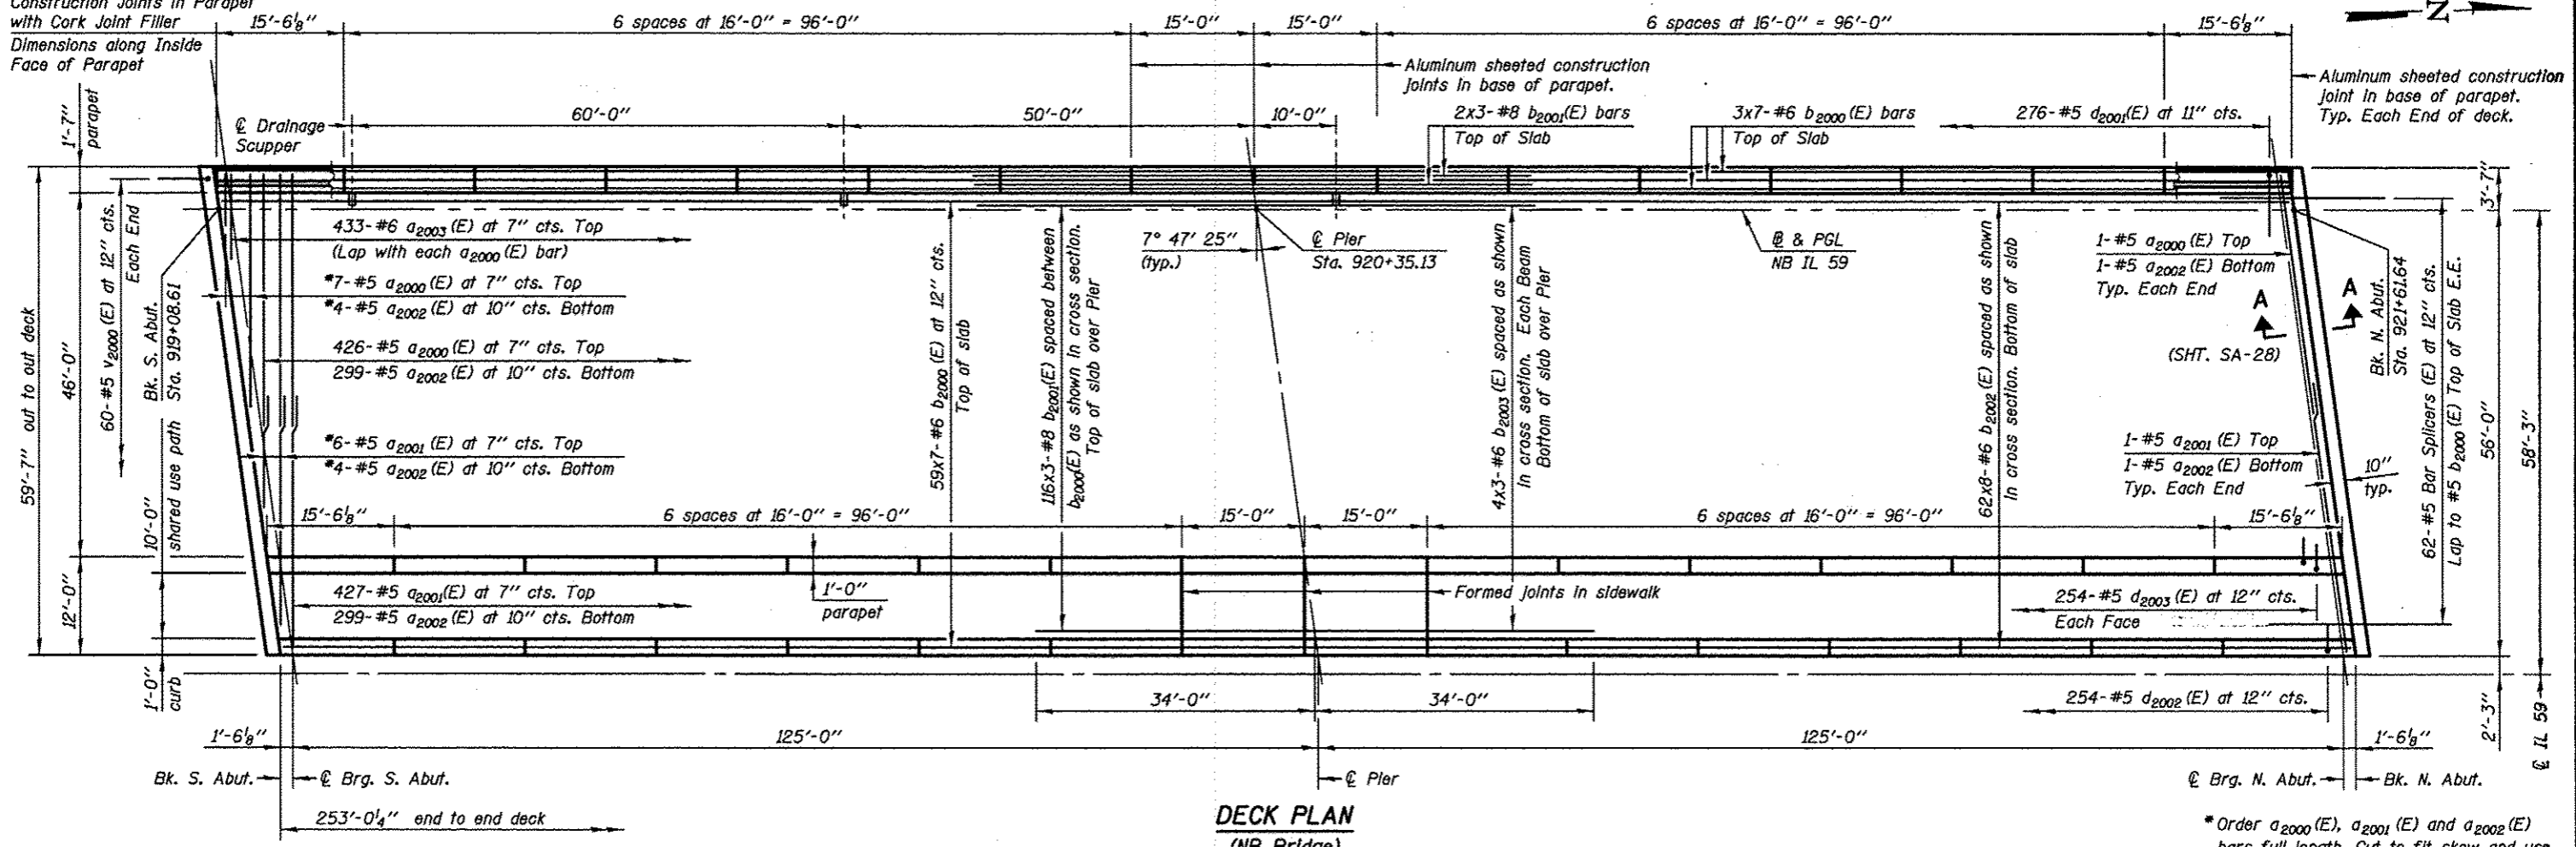 Construction Joints in Parapet
with Cork Joint Filler
Dimensions along Inside
Face of Parapet
15'-6⅛"
6 spaces at 16'-0" = 96'-0"
15'-0"
15'-0"
6 spaces at 16'-0" = 96'-0"
15'-6⅛"
N
Aluminum sheeted construction
joints in base of parapet.
Aluminum sheeted construction
joint in base of parapet.
Typ. Each End of deck.
1'-7"
parapet
℄ Drainage
Scupper
60'-0"
50'-0"
10'-0"
2x3-#8 b2001(E) bars
Top of Slab
3x7-#6 b2000(E) bars
Top of Slab
276-#5 d2001(E) at 11" cts.
3'-7"
59'-7" out to out deck
46'-0"
12'-0"
60-#5 v2000(E) at 12" cts.
Each End
10'-0"
shared use path
Bk. S. Abut.
Sta. 919+08.61
1'-0"
curb
433-#6 a2003(E) at 7" cts. Top
(Lap with each a2000(E) bar)
*7-#5 a2000(E) at 7" cts. Top
*4-#5 a2002(E) at 10" cts. Bottom
426-#5 a2000(E) at 7" cts. Top
299-#5 a2002(E) at 10" cts. Bottom
*6-#5 a2001(E) at 7" cts. Top
*4-#5 a2002(E) at 10" cts. Bottom
59x7-#6 b2000(E) at 12" cts.
Top of slab
116x3-#8 b2001(E) spaced between
b2000(E) as shown in cross section.
Top of slab over Pier
7° 47' 25"
(typ.)
℄ Pier
Sta. 920+35.13
4x3-#6 b2003(E) spaced as shown
in cross section. Each Beam
Bottom of slab over Pier
℔ & PGL
NB IL 59
62x8-#6 b2002(E) spaced as shown
in cross section. Bottom of slab
1-#5 a2000(E) Top
1-#5 a2002(E) Bottom
Typ. Each End
A
A
(SHT. SA-28)
Bk. N. Abut.
Sta. 921+61.64
1-#5 a2001(E) Top
1-#5 a2002(E) Bottom
Typ. Each End
10"
typ.
62-#5 Bar Splicers (E) at 12" cts.
Lap to #5 b2000(E) Top of Slab E.E.
56'-0"
58'-3"
15'-6⅛"
6 spaces at 16'-0" = 96'-0"
15'-0"
15'-0"
6 spaces at 16'-0" = 96'-0"
15'-6⅛"
427-#5 a2001(E) at 7" cts. Top
299-#5 a2002(E) at 10" cts. Bottom
1'-0"
parapet
Formed joints in sidewalk
254-#5 d2003(E) at 12" cts.
Each Face
34'-0"
34'-0"
254-#5 d2002(E) at 12" cts.
2'-3"
℄ IL 59
1'-6⅛"
125'-0"
125'-0"
1'-6⅛"
Bk. S. Abut.
℄ Brg. S. Abut.
℄ Pier
℄ Brg. N. Abut.
Bk. N. Abut.
253'-0¼" end to end deck
DECK PLAN
(NB Bridge)
*Order a2000(E), a2001(E) and a2002(E)
bars full length. Cut to fit skew and use